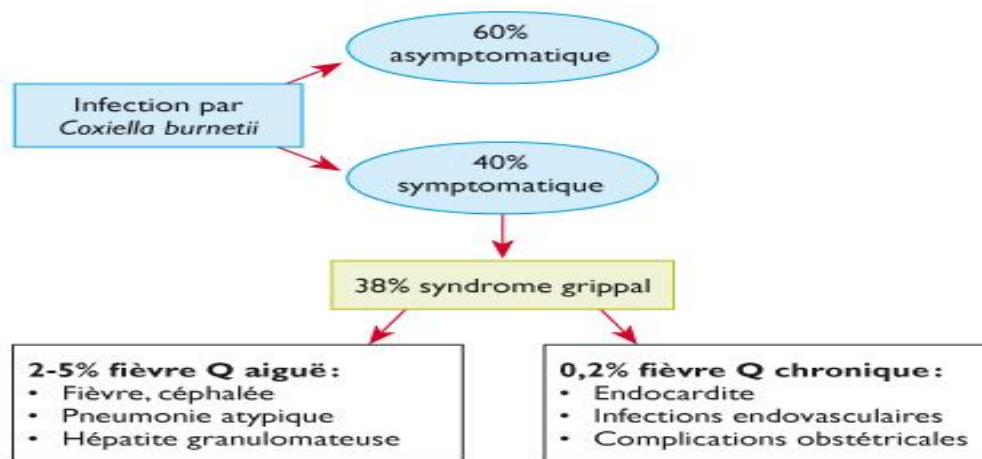 60%
asymptomatique
Infection par
Coxiella burnetii
40%
symptomatique
38% syndrome grippal
2-5% fièvre Q aiguë:
• Fièvre, céphalée
• Pneumonie atypique
• Hépatite granulomateuse
0,2% fièvre Q chronique:
• Endocardite
• Infections endovasculaires
• Complications obstétricales